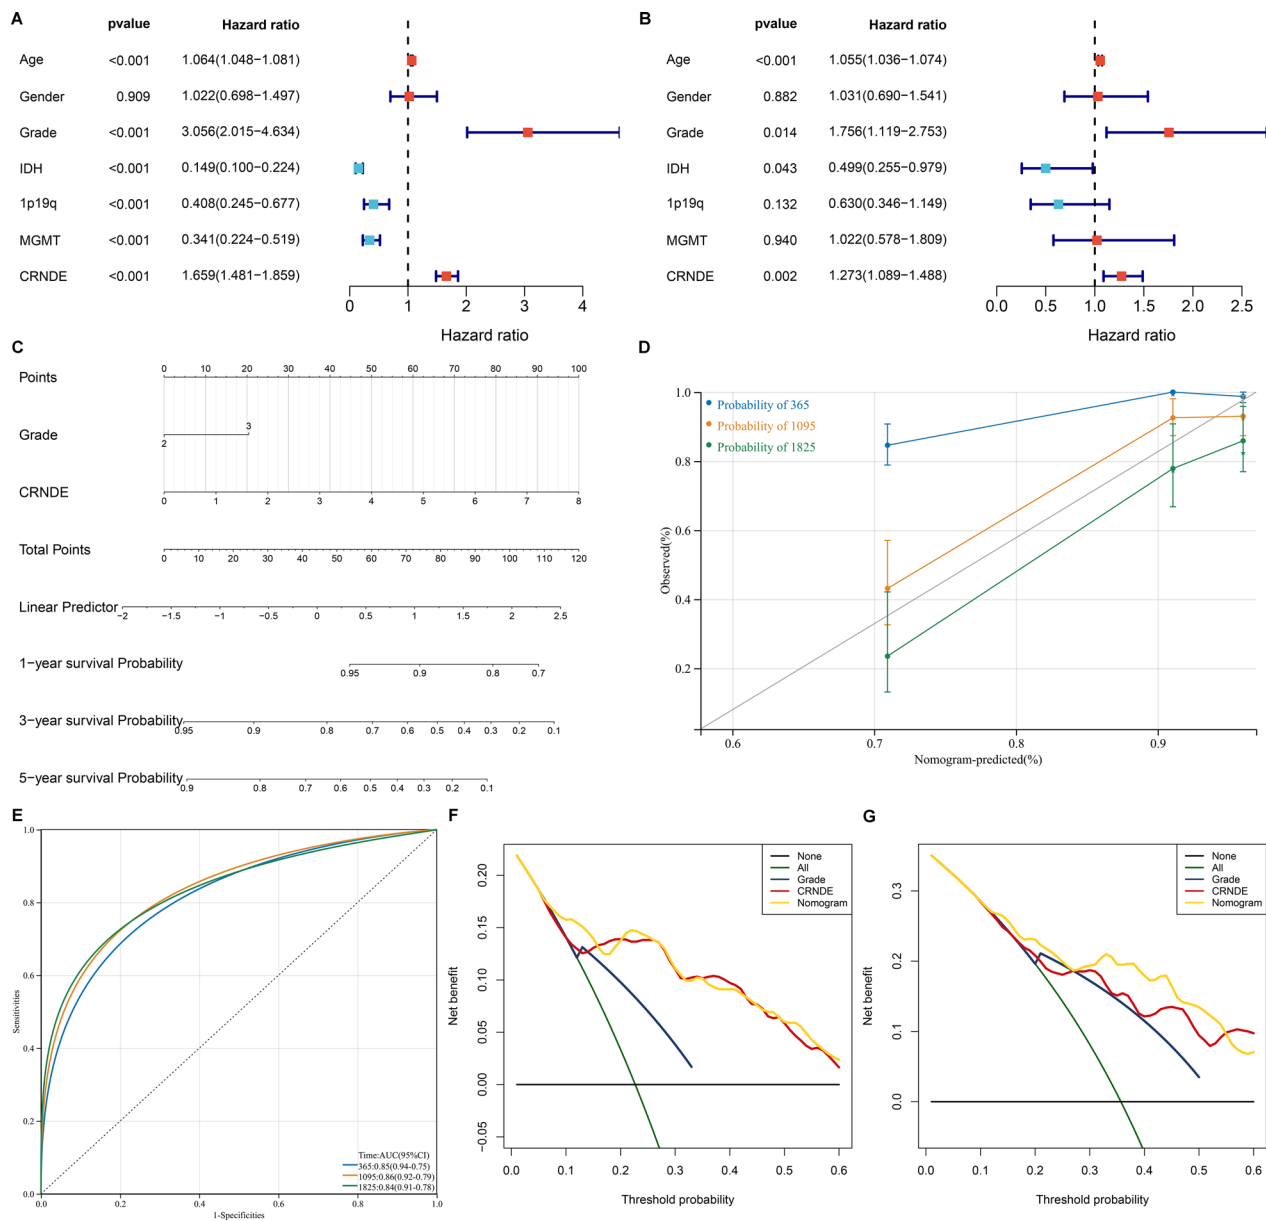 A
pvalue Hazard ratio
Age <0.001 1.064(1.048−1.081)
Gender 0.909 1.022(0.698−1.497)
Grade <0.001 3.056(2.015−4.634)
IDH <0.001 0.149(0.100−0.224)
1p19q <0.001 0.408(0.245−0.677)
MGMT <0.001 0.341(0.224−0.519)
CRNDE <0.001 1.659(1.481−1.859)
0 1 2 3 4
Hazard ratio
B
pvalue Hazard ratio
Age <0.001 1.055(1.036−1.074)
Gender 0.882 1.031(0.690−1.541)
Grade 0.014 1.756(1.119−2.753)
IDH 0.043 0.499(0.255−0.979)
1p19q 0.132 0.630(0.346−1.149)
MGMT 0.940 1.022(0.578−1.809)
CRNDE 0.002 1.273(1.089−1.488)
0.0 0.5 1.0 1.5 2.0 2.5
Hazard ratio
C
Points 0 10 20 30 40 50 60 70 80 90 100
Grade 2 3
CRNDE 0 1 2 3 4 5 6 7 8
Total Points 0 10 20 30 40 50 60 70 80 90 100 110 120
Linear Predictor −2 −1.5 −1 −0.5 0 0.5 1 1.5 2 2.5
1−year survival Probability 0.95 0.9 0.8 0.7
3−year survival Probability 0.95 0.9 0.8 0.7 0.6 0.5 0.4 0.3 0.2 0.1
5−year survival Probability 0.9 0.8 0.7 0.6 0.5 0.4 0.3 0.2 0.1
D
Probability of 365
Probability of 1095
Probability of 1825
1.0
0.8
0.6
0.4
0.2
Observed(%)
0.6 0.7 0.8 0.9
Nomogram-predicted(%)
E
1.0
0.8
0.6
0.4
0.2
0.0
Sensitivities
Time:AUC(95%CI)
365:0.85(0.94-0.75)
1095:0.86(0.92-0.79)
1825:0.84(0.91-0.78)
0.0 0.2 0.4 0.6 0.8 1.0
1-Specificities
F
None
All
Grade
CRNDE
Nomogram
0.20
0.15
0.10
0.05
0.00
−0.05
Net benefit
0.0 0.1 0.2 0.3 0.4 0.5 0.6
Threshold probability
G
None
All
Grade
CRNDE
Nomogram
0.3
0.2
0.1
0.0
Net benefit
0.0 0.1 0.2 0.3 0.4 0.5 0.6
Threshold probability